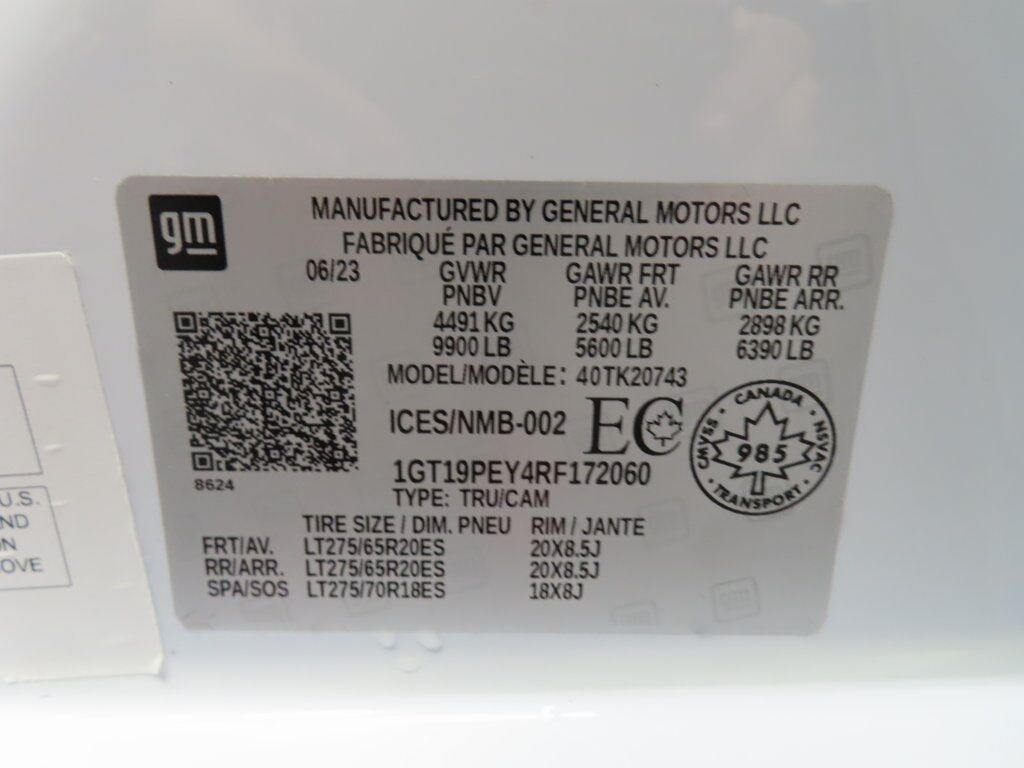 gm
MANUFACTURED BY GENERAL MOTORS LLC
FABRIQUÉ PAR GENERAL MOTORS LLC
06/23 GVWR GAWR FRT GAWR RR
PNBV PNBE AV. PNBE ARR.
4491 KG 2540 KG 2898 KG
9900 LB 5600 LB 6390 LB
MODEL/MODÈLE: 40TK20743
ICES/NMB-002 EC
CANADA
CMVSS 985 NSVAC
TRANSPORT
1GT19PEY4RF172060
8624
TYPE: TRU/CAM
TIRE SIZE / DIM. PNEU RIM / JANTE
FRT/AV. LT275/65R20ES 20X8.5J
RR/ARR. LT275/65R20ES 20X8.5J
SPA/SOS LT275/70R18ES 18X8J
U.S.